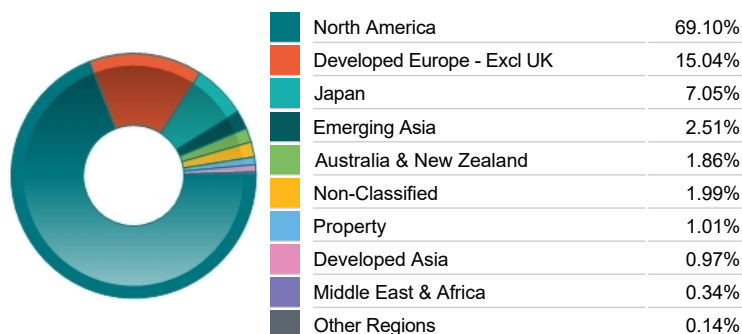 North America 69.10%
Developed Europe - Excl UK 15.04%
Japan 7.05%
Emerging Asia 2.51%
Australia & New Zealand 1.86%
Non-Classified 1.99%
Property 1.01%
Developed Asia 0.97%
Middle East & Africa 0.34%
Other Regions 0.14%